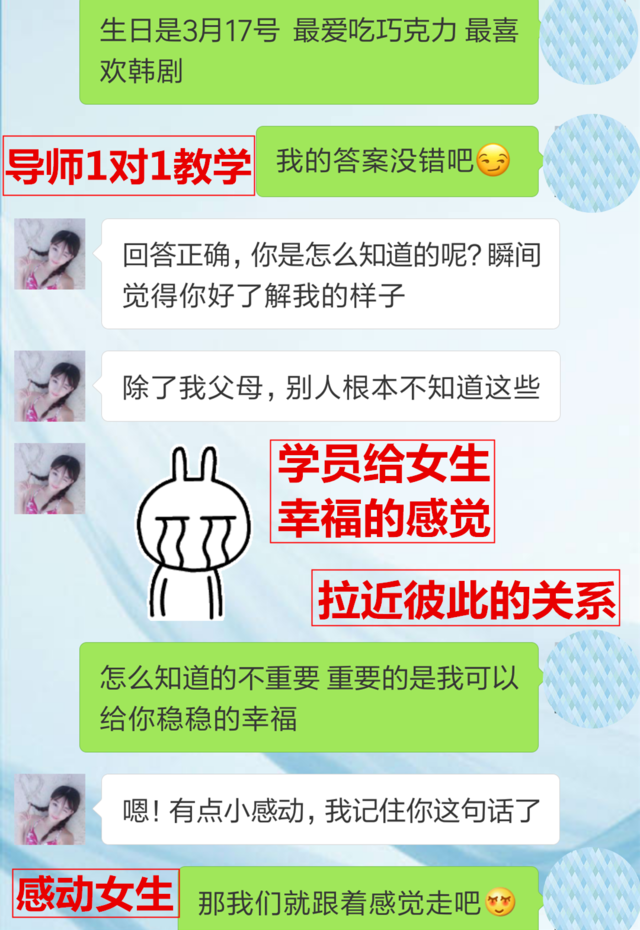 生日是3月17号 最爱吃巧克力 最喜
欢韩剧
导师1对1教学
我的答案没错吧
回答正确，你是怎么知道的呢？瞬间
觉得你好了解我的样子
除了我父母，别人根本不知道这些
学员给女生
幸福的感觉
拉近彼此的关系
怎么知道的不重要 重要的是我可以
给你稳稳的幸福
嗯！有点小感动，我记住你这句话了
感动女生
那我们就跟着感觉走吧